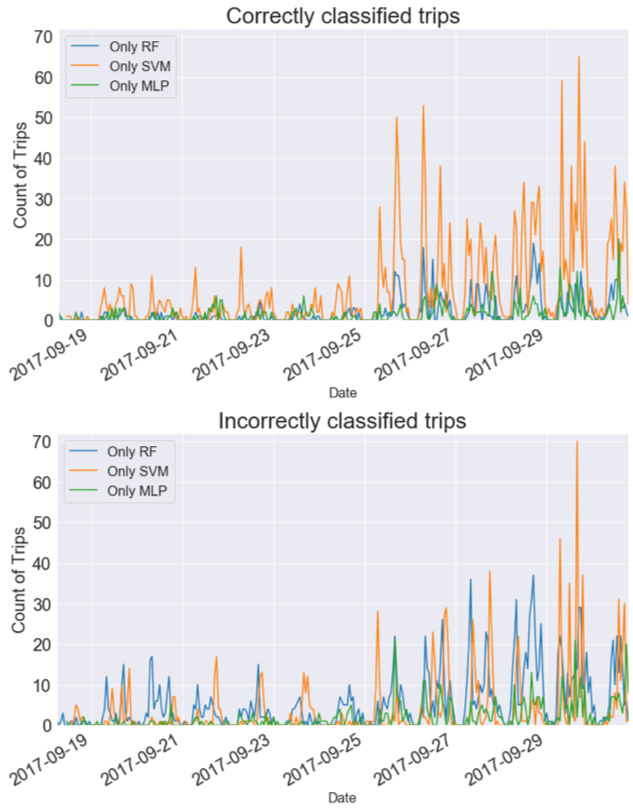 Correctly classified trips
70
Only RF
Only SVM
60
Only MLP
50
Count of Trips
40
30
20
10
0
2017-09-19
2017-09-21
2017-09-23
2017-09-25
2017-09-27
2017-09-29
Date
Incorrectly classified trips
70
Only RF
Only SVM
60
Only MLP
50
Count of Trips
40
30
20
10
0
2017-09-19
2017-09-21
2017-09-23
2017-09-25
2017-09-27
2017-09-29
Date